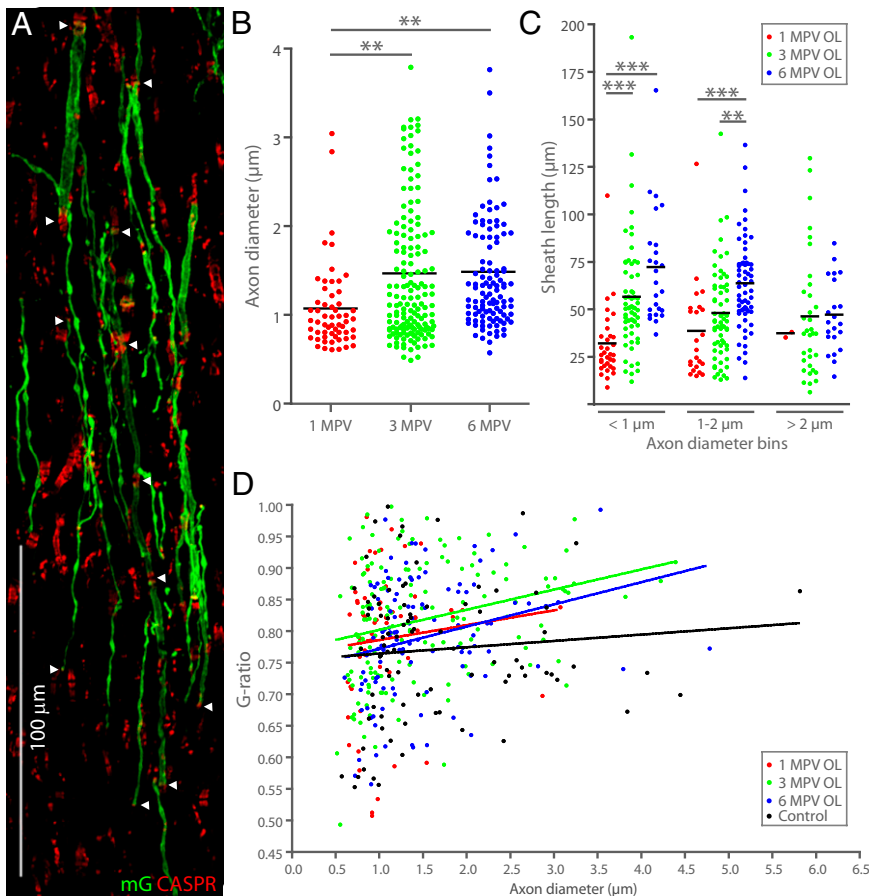 A
100 µm
mG CASPR
B
**
**
Axon diameter (µm)
4
3
2
1
0
1 MPV
3 MPV
6 MPV
C
1 MPV OL
3 MPV OL
6 MPV OL
***
***
***
**
Sheath length (µm)
200
175
150
125
100
75
50
25
0
< 1 µm
1-2 µm
> 2 µm
Axon diameter bins
D
G-ratio
1.00
0.95
0.90
0.85
0.80
0.75
0.70
0.65
0.60
0.55
0.50
0.45
0.0 0.5 1.0 1.5 2.0 2.5 3.0 3.5 4.0 4.5 5.0 5.5 6.0 6.5
Axon diameter (µm)
1 MPV OL
3 MPV OL
6 MPV OL
Control